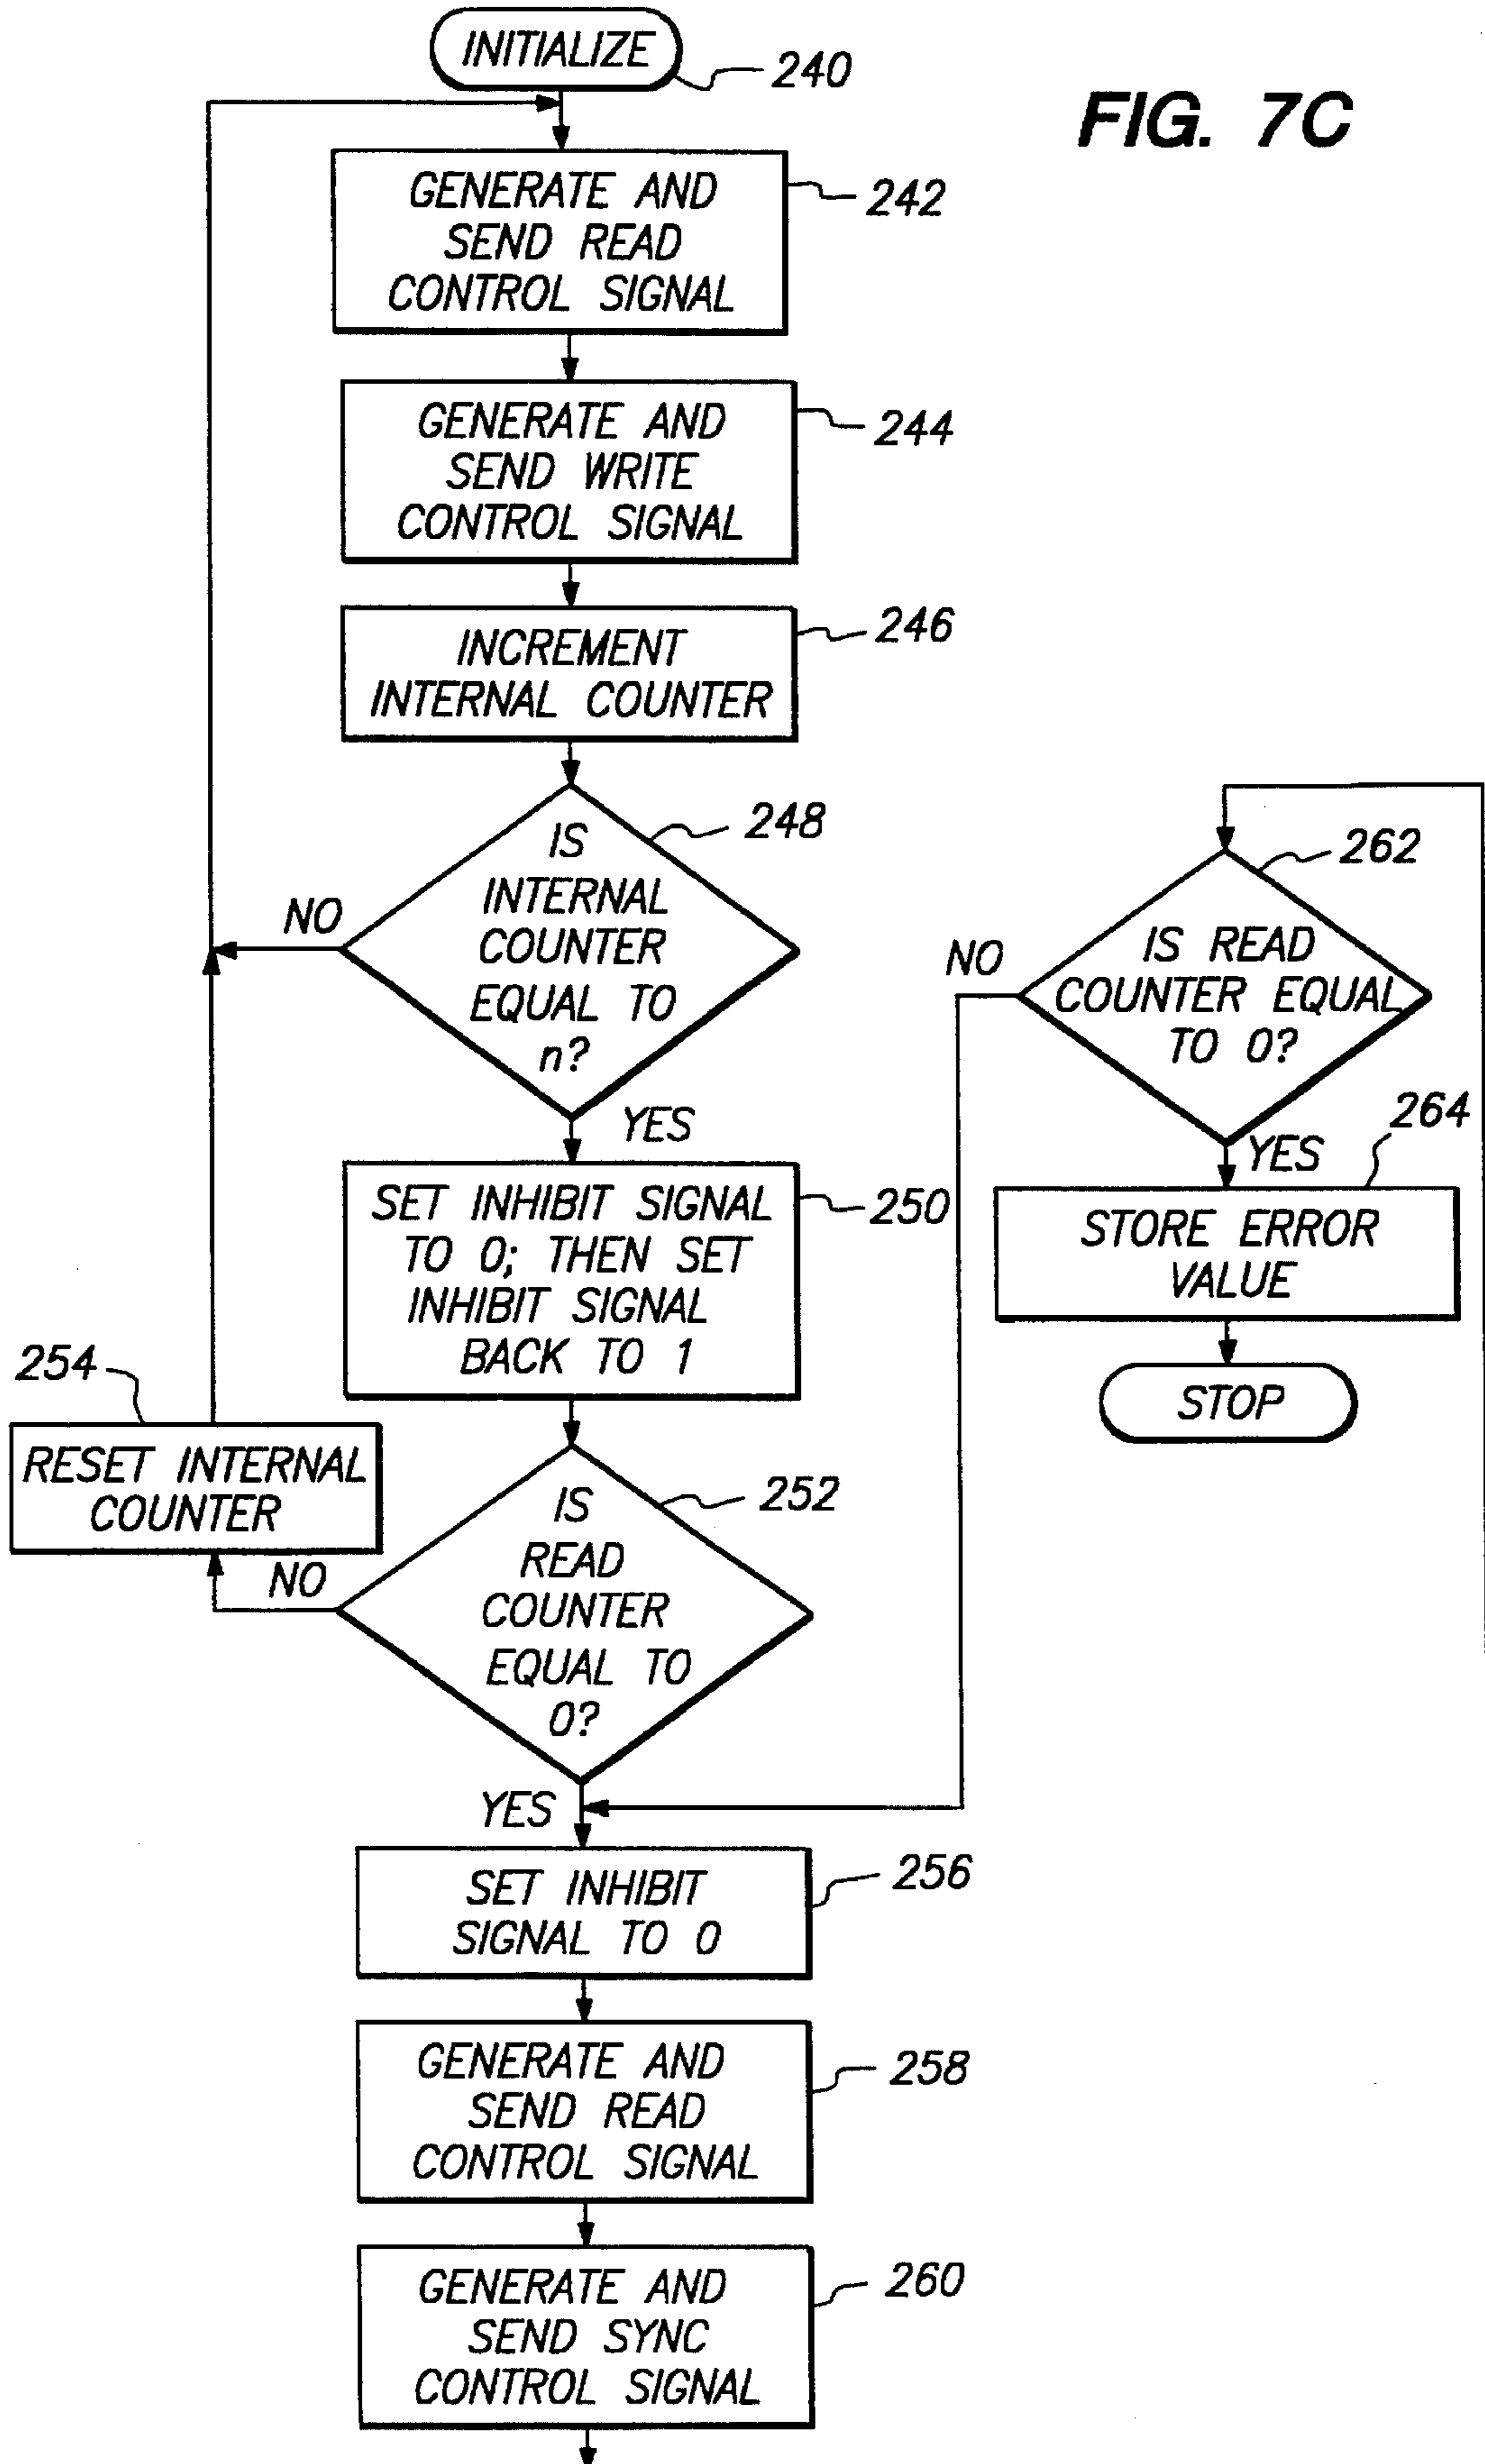 INITIALIZE
240
FIG. 7C
GENERATE AND
SEND READ
CONTROL SIGNAL
242
GENERATE AND
SEND WRITE
CONTROL SIGNAL
244
INCREMENT
INTERNAL COUNTER
246
IS
INTERNAL
COUNTER
EQUAL TO
n?
248
NO
YES
SET INHIBIT SIGNAL
TO 0; THEN SET
INHIBIT SIGNAL
BACK TO 1
250
254
RESET INTERNAL
COUNTER
NO
IS
READ
COUNTER
EQUAL TO
0?
252
YES
SET INHIBIT
SIGNAL TO 0
256
GENERATE AND
SEND READ
CONTROL SIGNAL
258
GENERATE AND
SEND SYNC
CONTROL SIGNAL
260
262
IS READ
COUNTER EQUAL
TO 0?
NO
YES
264
STORE ERROR
VALUE
STOP